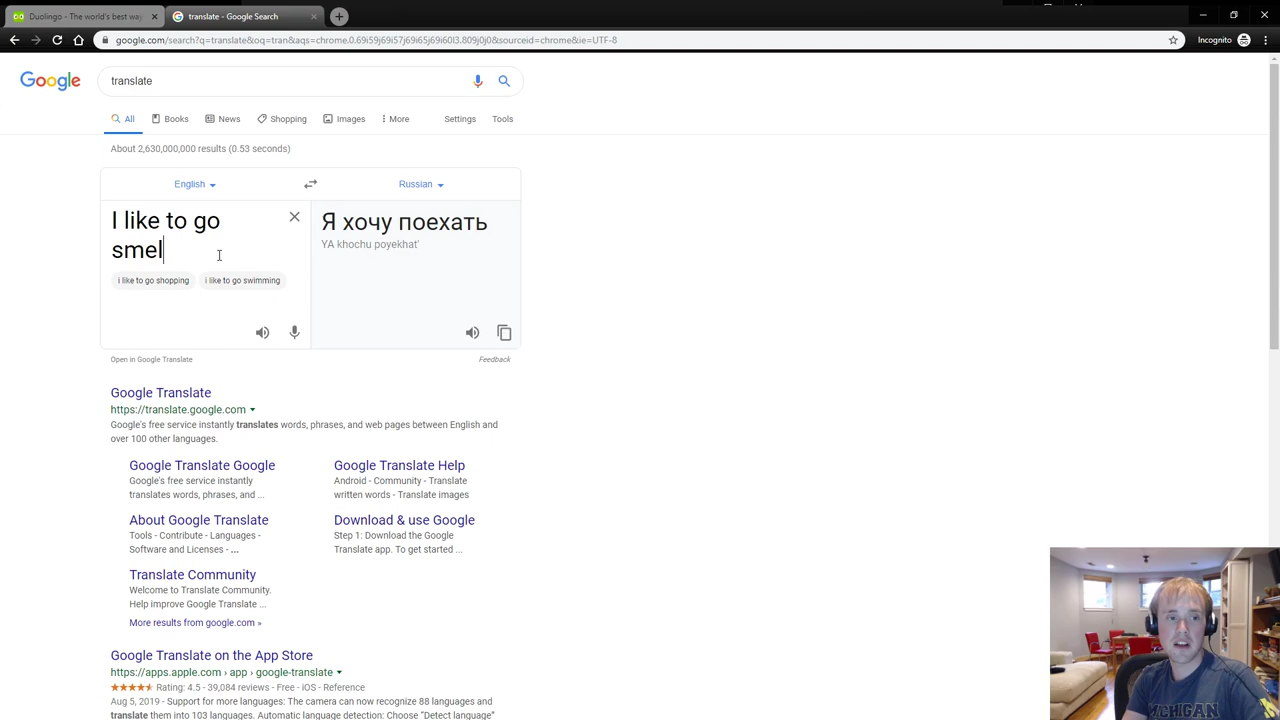 Duolingo - The world's best way
translate - Google Search
google.com/search?q=translate&oq=tran&aqs=chrome.0.69i59j69i57j69i65j69i60l3.809j0j0&sourceid=chrome&ie=UTF-8
Incognito
Google
translate
All
Books
News
Shopping
Images
More
Settings
Tools
About 2,630,000,000 results (0.53 seconds)
English
Russian
I like to go
smel
i like to go shopping
i like to go swimming
Я хочу поехать
YA khochu poyekhat'
Open in Google Translate
Feedback
Google Translate
https://translate.google.com
Google's free service instantly translates words, phrases, and web pages between English and
over 100 other languages.
Google Translate Google
Google's free service instantly
translates words, phrases, and ...
Google Translate Help
Android - Community - Translate
written words - Translate images
About Google Translate
Tools - Contribute - Languages -
Software and Licenses - ...
Download & use Google
Step 1: Download the Google
Translate app. To get started ...
Translate Community
Welcome to Translate Community.
Help improve Google Translate ...
More results from google.com »
Google Translate on the App Store
https://apps.apple.com › app › google-translate
Rating: 4.5 - 39,084 reviews - Free - iOS - Reference
Aug 5, 2019 - Support for more languages: The camera can now recognize 88 languages and
translate them into 103 languages. Automatic language detection: Choose “Detect language”